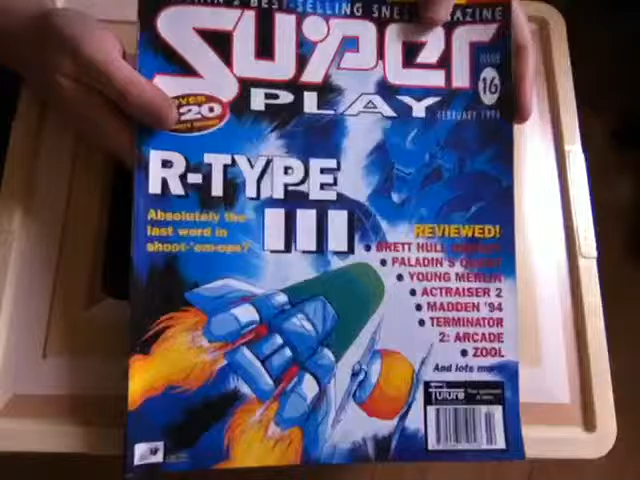 BEST-SELLING SNES MAGAZINE
SUPER
PLAY
ISSUE
16
FEBRUARY 1994
OVER
120
R-TYPE
III
Absolutely the
last word in
shoot-'em-ups?
REVIEWED!
• BRETT HULL HOCKEY
• PALADIN'S QUEST
• YOUNG MERLIN
• ACTRAISER 2
• MADDEN '94
• TERMINATOR
2: ARCADE
• ZOOL
And lots more
Future